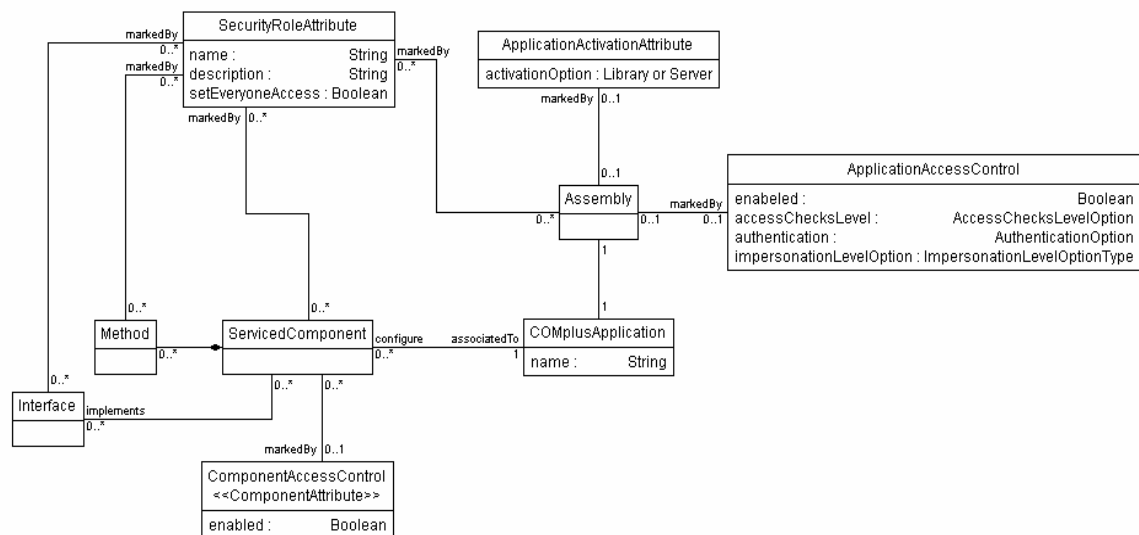 SecurityRoleAttribute
name : String
description : String
setEveryoneAccess : Boolean
markedBy
0..*
markedBy
0..*
markedBy
0..*
markedBy 0..*
ApplicationActivationAttribute
activationOption : Library or Server
markedBy 0..1
0..1
Assembly
0..*
0..1
markedBy
0..1
1
ApplicationAccessControl
enabeled : Boolean
accessChecksLevel : AccessChecksLevelOption
authentication : AuthenticationOption
impersonationLevelOption : ImpersonationLevelOptionType
0..*
0..*
1
Method
0..*
ServicedComponent
configure
0..*
associatedTo
1
COMplusApplication
name : String
0..*
Interface
implements
0..*
0..*
0..*
markedBy 0..1
ComponentAccessControl
<<ComponentAttribute>>
enabled : Boolean